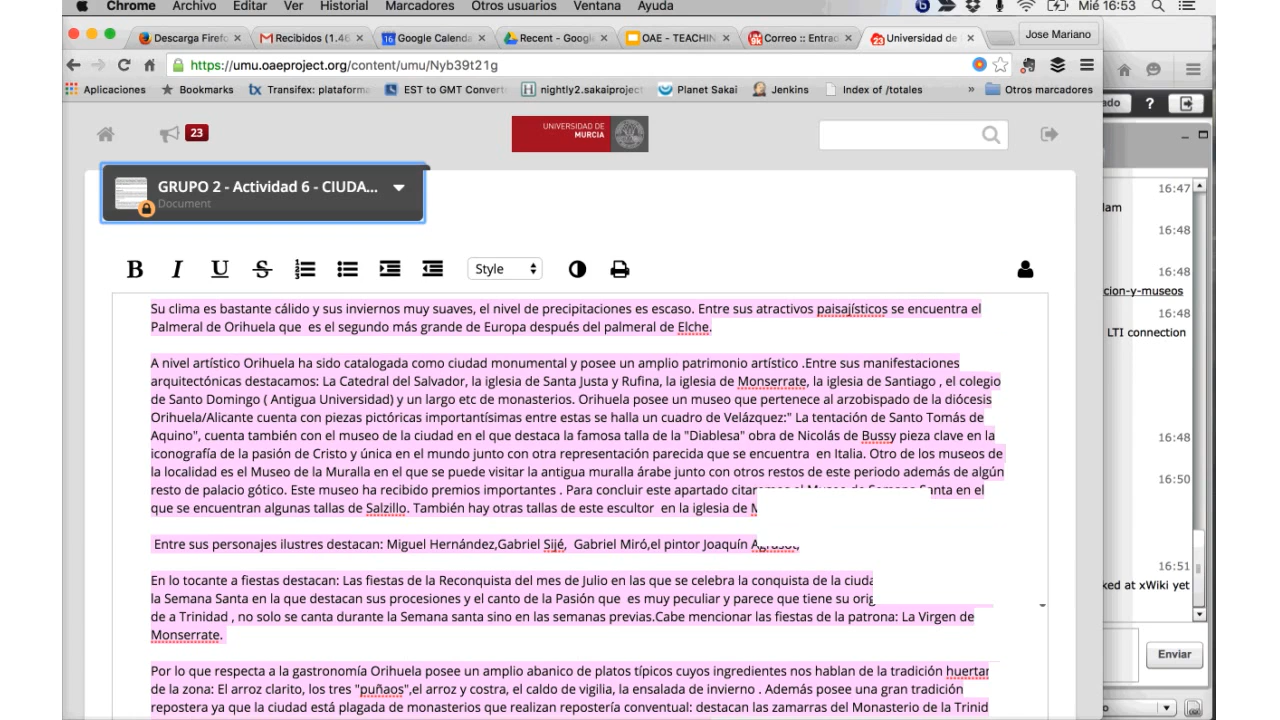 Chrome Archivo Editar Ver Historial Marcadores Otros usuarios Ventana Ayuda Mié 16:53
Descarga Firef Recibidos (1.46 Google Calenda Recent - Googl OAE - TEACHIN Correo :: Entrad Universidad de Jose Mariano
https://umu.oaeproject.org/content/umu/Nyb39t21g
Aplicaciones Bookmarks Transifex: plataforma EST to GMT Convert nightly2.sakaiproject Planet Sakai Jenkins Index of /totales » Otros marcadores
ado ?
23
UNIVERSIDAD DE
MURCIA
GRUPO 2 - Actividad 6 - CIUDA...
Document
B I U S Style
Su clima es bastante cálido y sus inviernos muy suaves, el nivel de precipitaciones es escaso. Entre sus atractivos paisajísticos se encuentra el
Palmeral de Orihuela que es el segundo más grande de Europa después del palmeral de Elche.
A nivel artístico Orihuela ha sido catalogada como ciudad monumental y posee un amplio patrimonio artístico .Entre sus manifestaciones
arquitectónicas destacamos: La Catedral del Salvador, la iglesia de Santa Justa y Rufina, la iglesia de Monserrate, la iglesia de Santiago , el colegio
de Santo Domingo ( Antigua Universidad) y un largo etc de monasterios. Orihuela posee un museo que pertenece al arzobispado de la diócesis
Orihuela/Alicante cuenta con piezas pictóricas importantísimas entre estas se halla un cuadro de Velázquez:" La tentación de Santo Tomás de
Aquino", cuenta también con el museo de la ciudad en el que destaca la famosa talla de la "Diablesa" obra de Nicolás de Bussy pieza clave en la
iconografía de la pasión de Cristo y única en el mundo junto con otra representación parecida que se encuentra en Italia. Otro de los museos de
la localidad es el Museo de la Muralla en el que se puede visitar la antigua muralla árabe junto con otros restos de este periodo además de algún
resto de palacio gótico. Este museo ha recibido premios importantes . Para concluir este apartado citaremos el Museo de Semana Santa en el
que se encuentran algunas tallas de Salzillo. También hay otras tallas de este escultor en la iglesia de
Entre sus personajes ilustres destacan: Miguel Hernández,Gabriel Sijé, Gabriel Miró,el pintor Joaquín Agrasot,
En lo tocante a fiestas destacan: Las fiestas de la Reconquista del mes de Julio en las que se celebra la conquista de la ciuda
la Semana Santa en la que destacan sus procesiones y el canto de la Pasión que es muy peculiar y parece que tiene su orig
de a Trinidad , no solo se canta durante la Semana santa sino en las semanas previas.Cabe mencionar las fiestas de la patrona: La Virgen de
Monserrate.
Por lo que respecta a la gastronomía Orihuela posee un amplio abanico de platos típicos cuyos ingredientes nos hablan de la tradición huertar
de la zona: El arroz clarito, los tres "puñaos",el arroz y costra, el caldo de vigilia, la ensalada de invierno . Además posee una gran tradición
repostera ya que la ciudad está plagada de monasterios que realizan repostería conventual: destacan las zamarras del Monasterio de la Trinid
16:47
lam
16:48
16:48
cion-y-museos
16:48
LTI connection
16:48
16:50
16:51
ked at xWiki yet
Enviar